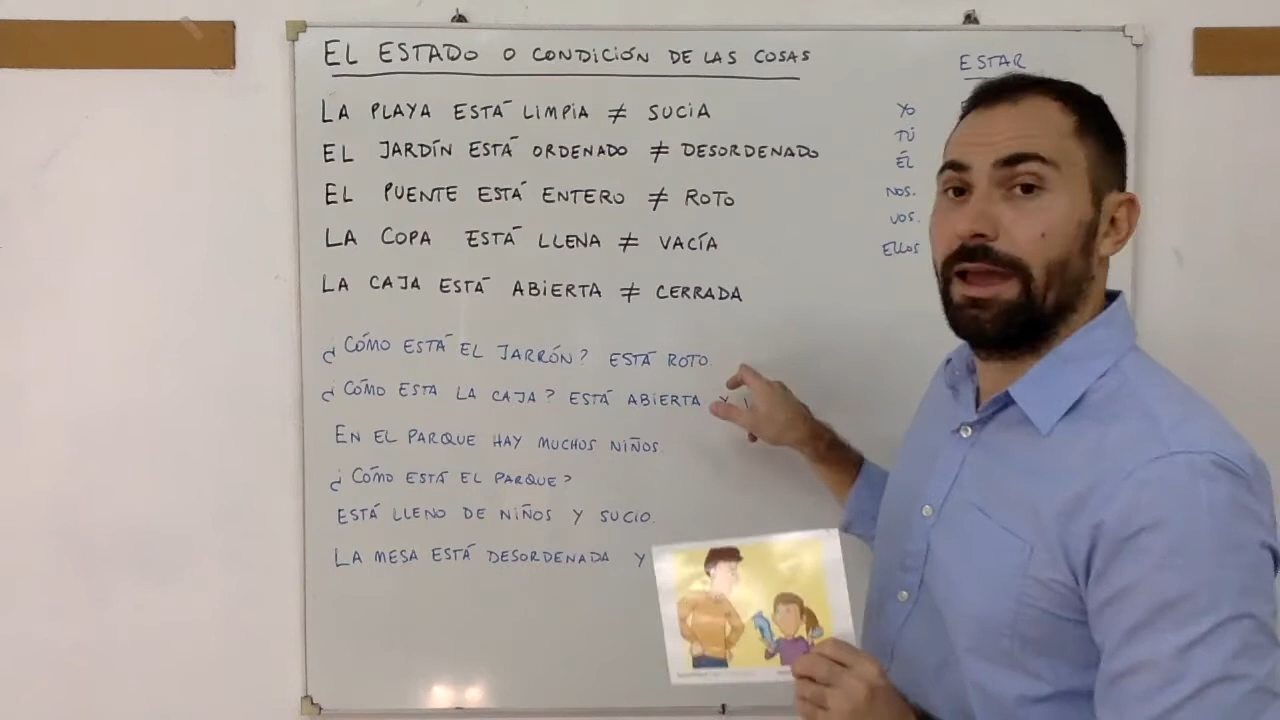 EL ESTADO O CONDICIÓN DE LAS COSAS
LA PLAYA ESTÁ LIMPIA ≠ SUCIA
EL JARDÍN ESTÁ ORDENADO ≠ DESORDENADO
EL PUENTE ESTÁ ENTERO ≠ ROTO
LA COPA ESTÁ LLENA ≠ VACÍA
LA CAJA ESTÁ ABIERTA ≠ CERRADA
¿CÓMO ESTÁ EL JARRÓN? ESTÁ ROTO.
¿CÓMO ESTA LA CAJA? ESTÁ ABIERTA Y
EN EL PARQUE HAY MUCHOS NIÑOS.
¿CÓMO ESTÁ EL PARQUE?
ESTÁ LLENO DE NIÑOS Y SUCIO.
LA MESA ESTÁ DESORDENADA Y
ESTAR
YO
TÚ
ÉL
NOS.
VOS.
ELLOS